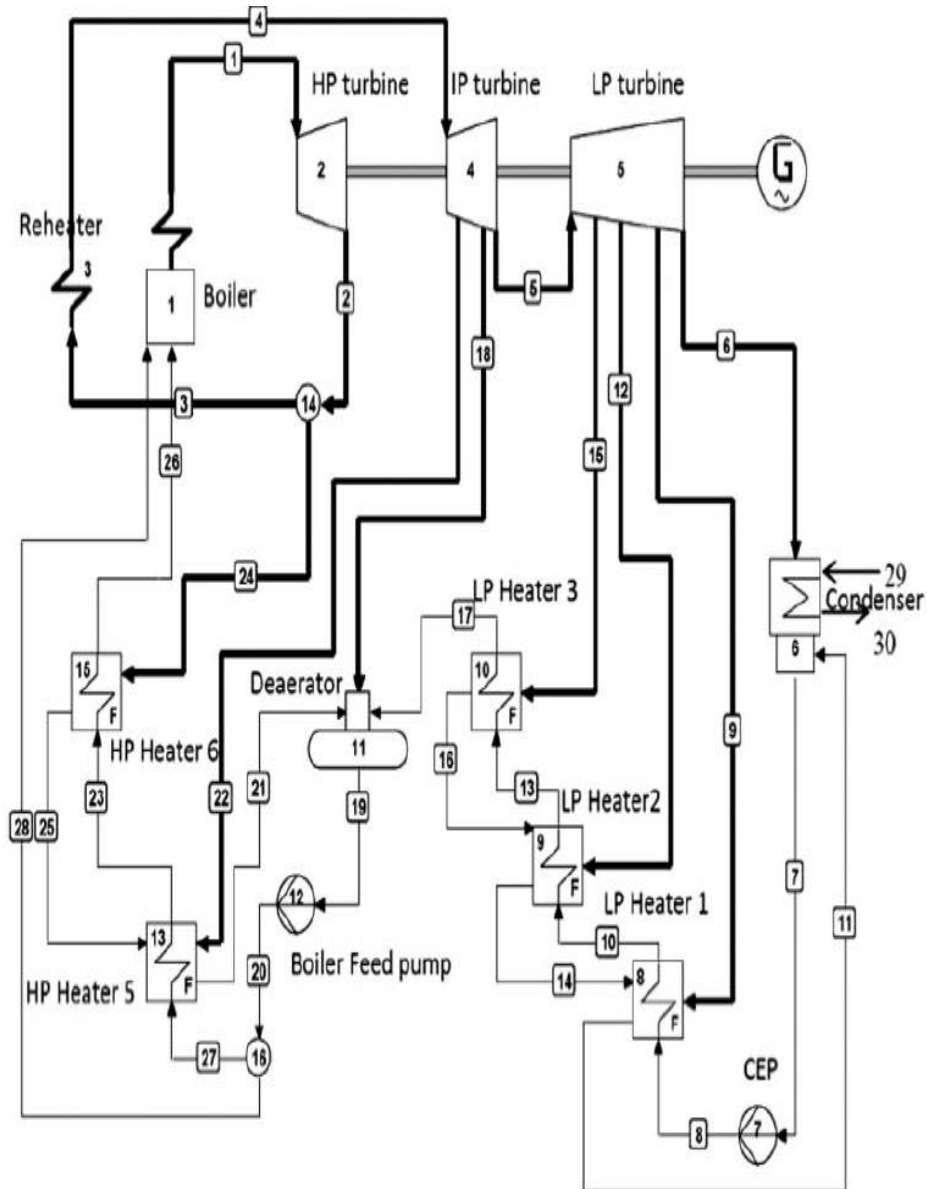 4
1
HP turbine
IP turbine
LP turbine
2
4
5
G
~
Reheater
3
1
Boiler
2
5
18
6
3
14
12
15
26
24
LP Heater 3
29
Condenser
30
6
17
15
10
F
Deaerator
11
HP Heater 6
F
22
21
16
13
9
23
19
LP Heater2
28
25
9
F
7
12
LP Heater 1
11
13
F
HP Heater 5
20
Boiler Feed pump
10
14
8
F
27
16
CEP
8
7